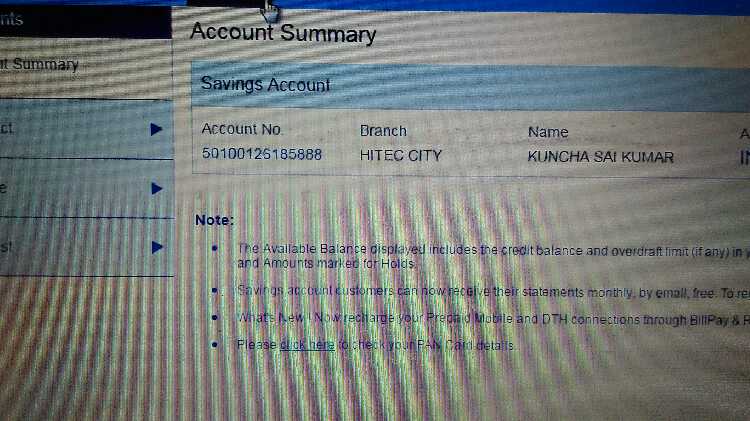 nts
Account Summary
nt Summary
Savings Account
ct
Account No. Branch Name A
50100126185888 HITEC CITY KUNCHA SAI KUMAR IN
e
Note:
st
The Available Balance displayed includes the credit balance and overdraft limit (if any) in y
and Amounts marked for Holds.
Savings account customers can now receive their statements monthly, by email, free. To re
What's New ! Now recharge your Prepaid Mobile and DTH connections through BillPay & R
Please click here to check your PAN Card details.